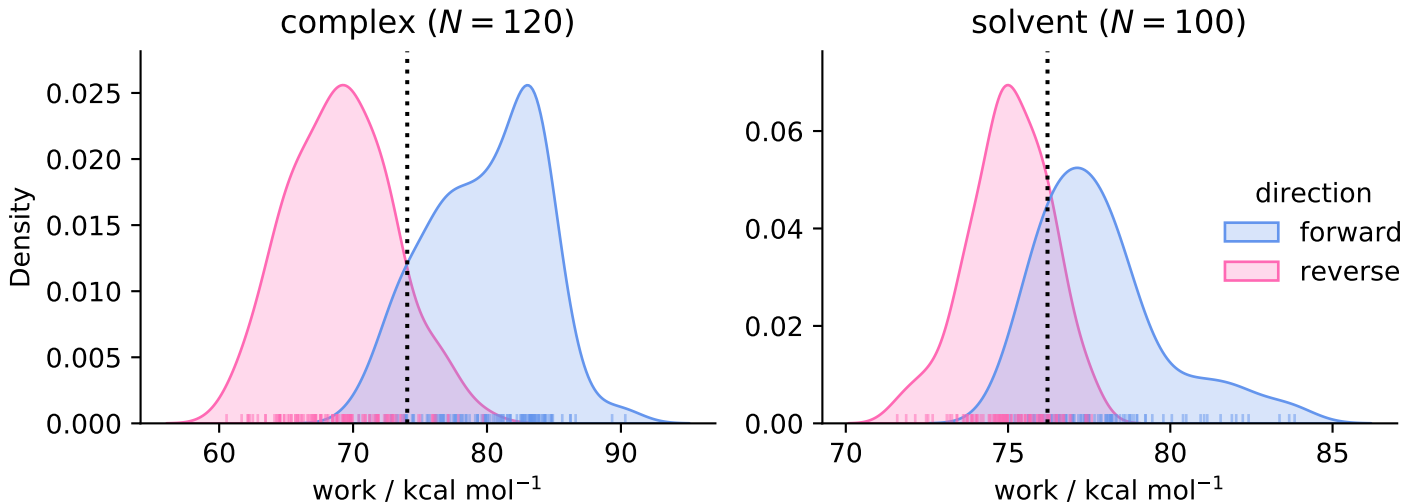 complex (N = 120)
Density
0.025
0.020
0.015
0.010
0.005
0.000
60 70 80 90
work / kcal mol⁻¹
solvent (N = 100)
0.06
0.04
0.02
0.00
70 75 80 85
work / kcal mol⁻¹
direction
forward
reverse